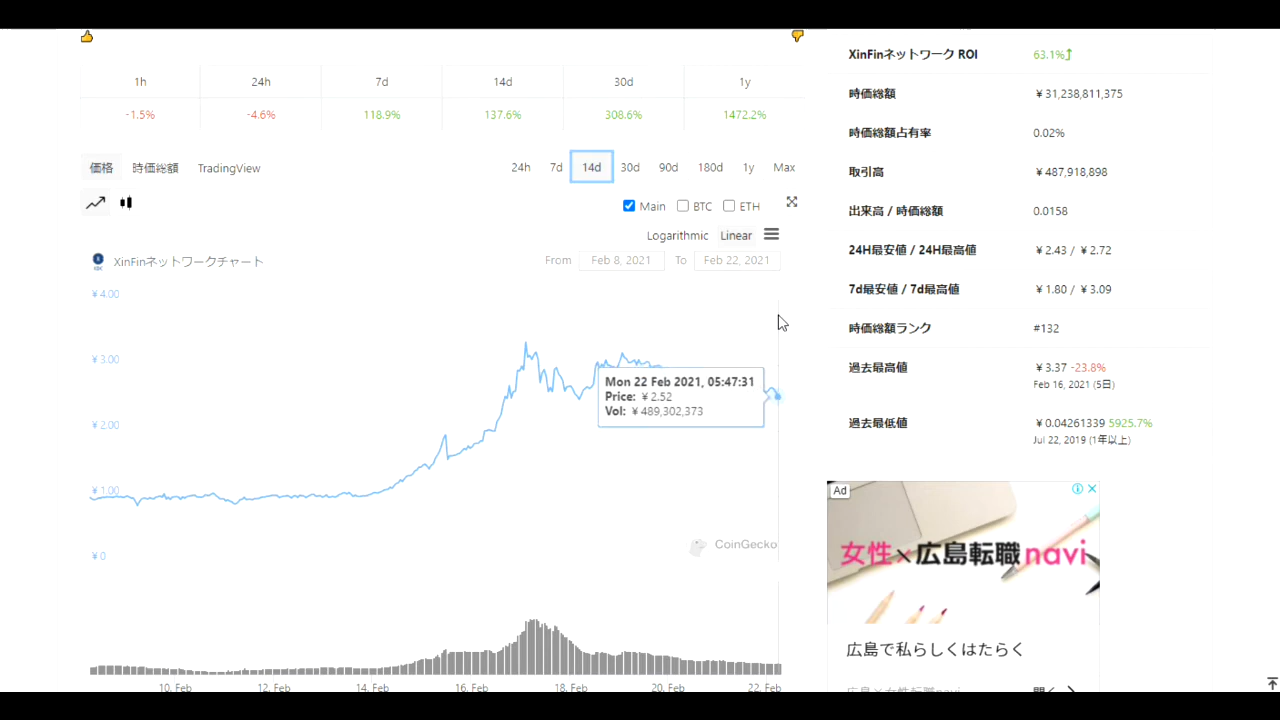 1h 24h 7d 14d 30d 1y
-1.5% -4.6% 118.9% 137.6% 308.6% 1472.2%
価格 時価総額 TradingView 24h 7d 14d 30d 90d 180d 1y Max
Main BTC ETH
Logarithmic Linear
XinFinネットワークチャート From Feb 8, 2021 To Feb 22, 2021
¥4.00
¥3.00
¥2.00
¥1.00
¥0
Mon 22 Feb 2021, 05:47:31
Price: ¥2.52
Vol: ¥489,302,373
CoinGecko
10. Feb 12. Feb 14. Feb 16. Feb 18. Feb 20. Feb 22. Feb
XinFinネットワーク ROI 63.1%
時価総額 ¥31,238,811,375
時価総額占有率 0.02%
取引高 ¥487,918,898
出来高 / 時価総額 0.0158
24H最安値 / 24H最高値 ¥2.43 / ¥2.72
7d最安値 / 7d最高値 ¥1.80 / ¥3.09
時価総額ランク #132
過去最高値 ¥3.37 -23.8%
Feb 16, 2021 (5日)
過去最低値 ¥0.04261339 5925.7%
Jul 22, 2019 (1年以上)
Ad
女性×広島転職navi
広島で私らしくはたらく